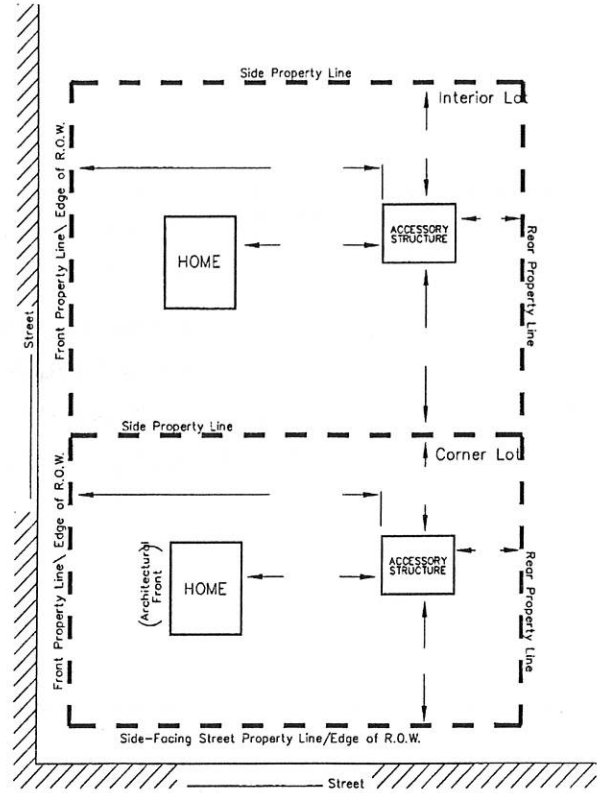 Side Property Line
Interior Lot
Front Property Line\ Edge of R.O.W.
HOME
ACCESSORY
STRUCTURE
Rear Property Line
Street
Side Property Line
Corner Lot
Front Property Line\ Edge of R.O.W.
(Architectural
Front)
HOME
ACCESSORY
STRUCTURE
Rear Property Line
Side-Facing Street Property Line/Edge of R.O.W.
Street